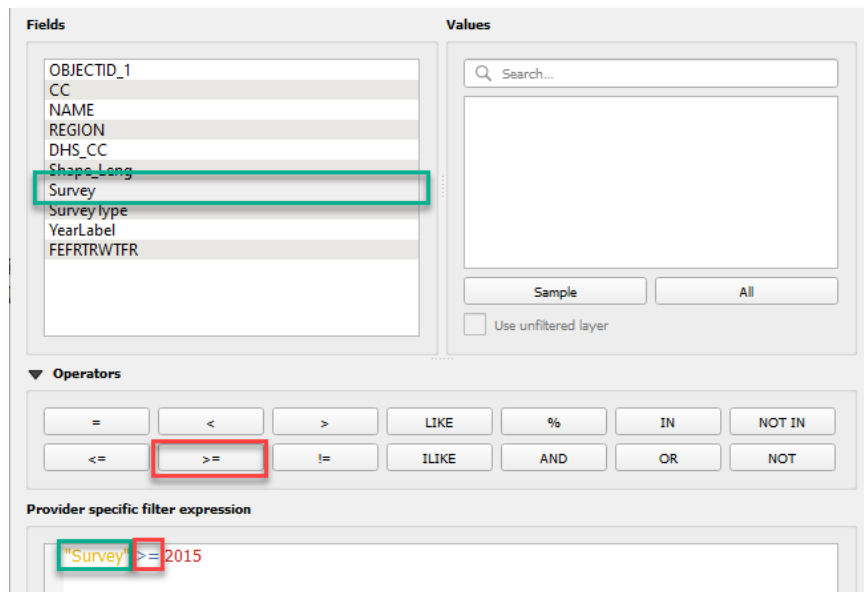 Fields
Values
OBJECTID_1
CC
NAME
REGION
DHS_CC
Shape_Leng
Survey
SurveyType
YearLabel
FEFRTRWTFR
Search...
Sample
All
Use unfiltered layer
Operators
= < > LIKE % IN NOT IN
<= >= != ILIKE AND OR NOT
Provider specific filter expression
"Survey" >= 2015